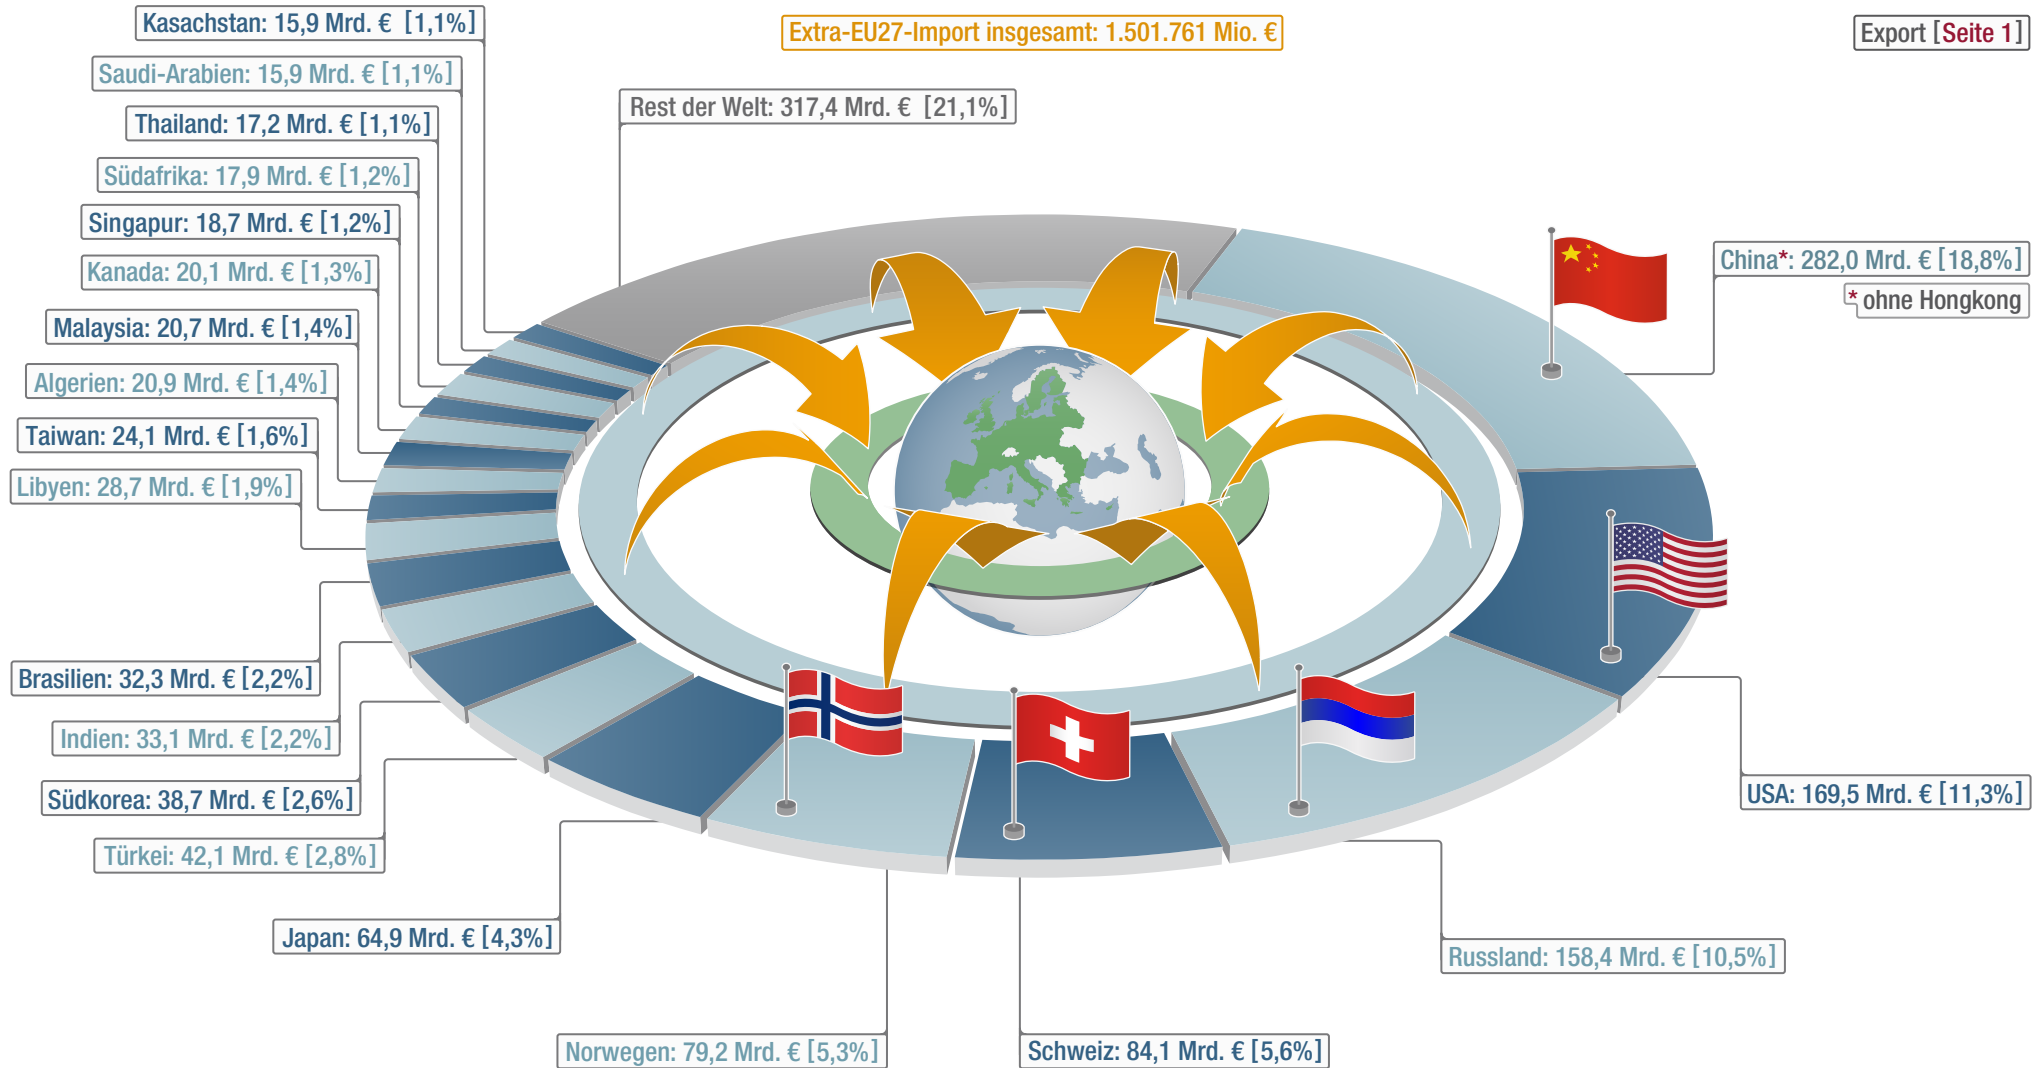 Extra-EU27-Import insgesamt: 1.501.761 Mio. €
Export [Seite 1]
Kasachstan: 15,9 Mrd. € [1,1%]
Saudi-Arabien: 15,9 Mrd. € [1,1%]
Thailand: 17,2 Mrd. € [1,1%]
Südafrika: 17,9 Mrd. € [1,2%]
Singapur: 18,7 Mrd. € [1,2%]
Kanada: 20,1 Mrd. € [1,3%]
Malaysia: 20,7 Mrd. € [1,4%]
Algerien: 20,9 Mrd. € [1,4%]
Taiwan: 24,1 Mrd. € [1,6%]
Libyen: 28,7 Mrd. € [1,9%]
Brasilien: 32,3 Mrd. € [2,2%]
Indien: 33,1 Mrd. € [2,2%]
Südkorea: 38,7 Mrd. € [2,6%]
Türkei: 42,1 Mrd. € [2,8%]
Japan: 64,9 Mrd. € [4,3%]
Norwegen: 79,2 Mrd. € [5,3%]
Schweiz: 84,1 Mrd. € [5,6%]
Russland: 158,4 Mrd. € [10,5%]
USA: 169,5 Mrd. € [11,3%]
China*: 282,0 Mrd. € [18,8%]
* ohne Hongkong
Rest der Welt: 317,4 Mrd. € [21,1%]